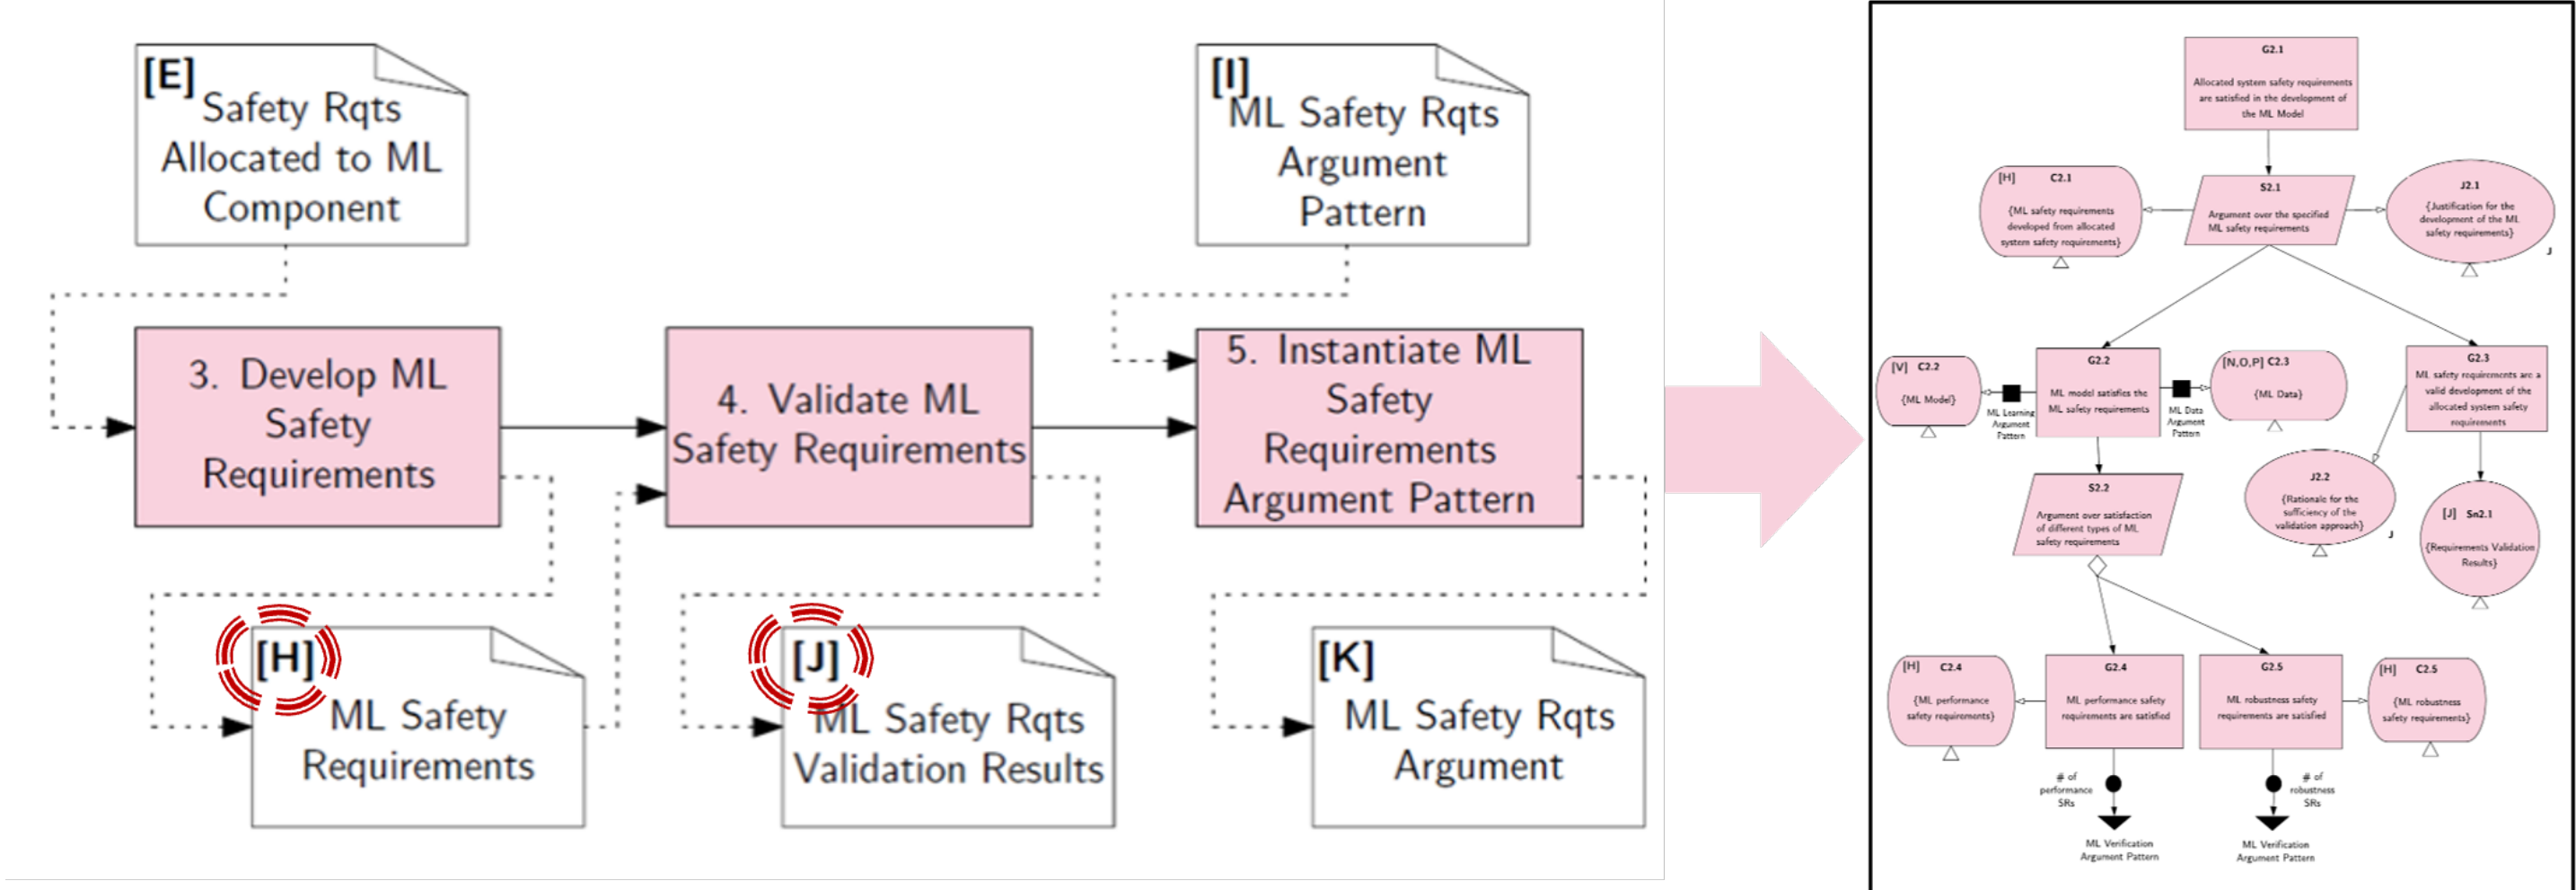 [E]
Safety Rqts
Allocated to ML
Component
[I]
ML Safety Rqts
Argument
Pattern
3. Develop ML
Safety
Requirements
4. Validate ML
Safety Requirements
5. Instantiate ML
Safety
Requirements
Argument Pattern
[H]
ML Safety
Requirements
[J]
ML Safety Rqts
Validation Results
[K]
ML Safety Rqts
Argument
G2.1
Allocated system safety requirements
are satisfied in the development of
the ML Model
[H] C2.1
{ML safety requirements
developed from allocated
system safety requirements}
S2.1
Argument over the specified
ML safety requirements
J2.1
{Justification for the
development of the ML
safety requirements}
J
[V] C2.2
{ML Model}
ML Learning
Argument
Pattern
G2.2
ML model satisfies the
ML safety requirements
ML Data
Argument
Pattern
[N,O,P] C2.3
{ML Data}
G2.3
ML safety requirements are a
valid development of the
allocated system safety
requirements
S2.2
Argument over satisfaction
of different types of ML
safety requirements
J2.2
{Rationale for the
sufficiency of the
validation approach}
J
[J] Sn2.1
{Requirements Validation
Results}
[H] C2.4
{ML performance
safety requirements}
G2.4
ML performance safety
requirements are satisfied
G2.5
ML robustness safety
requirements are satisfied
[H] C2.5
{ML robustness
safety requirements}
# of
performance
SRs
# of
robustness
SRs
ML Verification
Argument Pattern
ML Verification
Argument Pattern